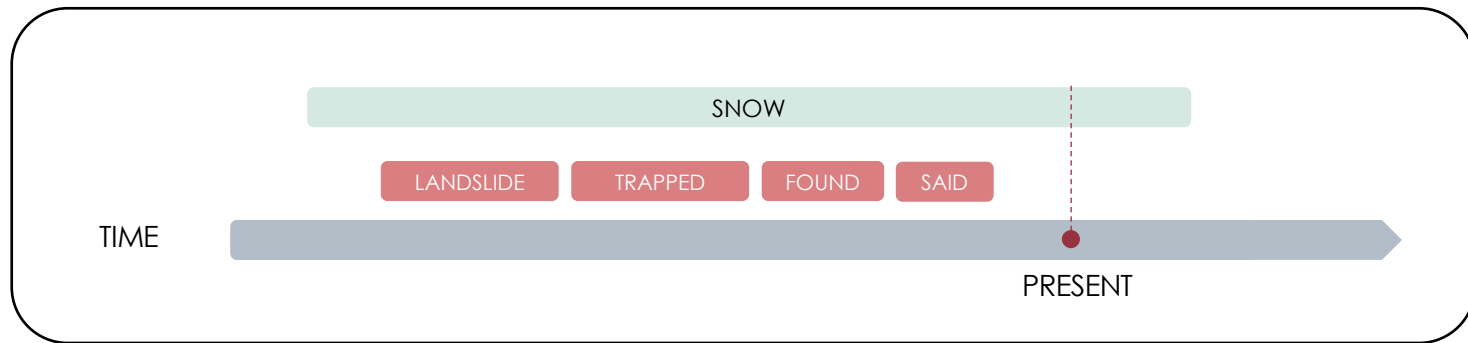 SNOW
LANDSLIDE TRAPPED FOUND SAID
TIME
PRESENT